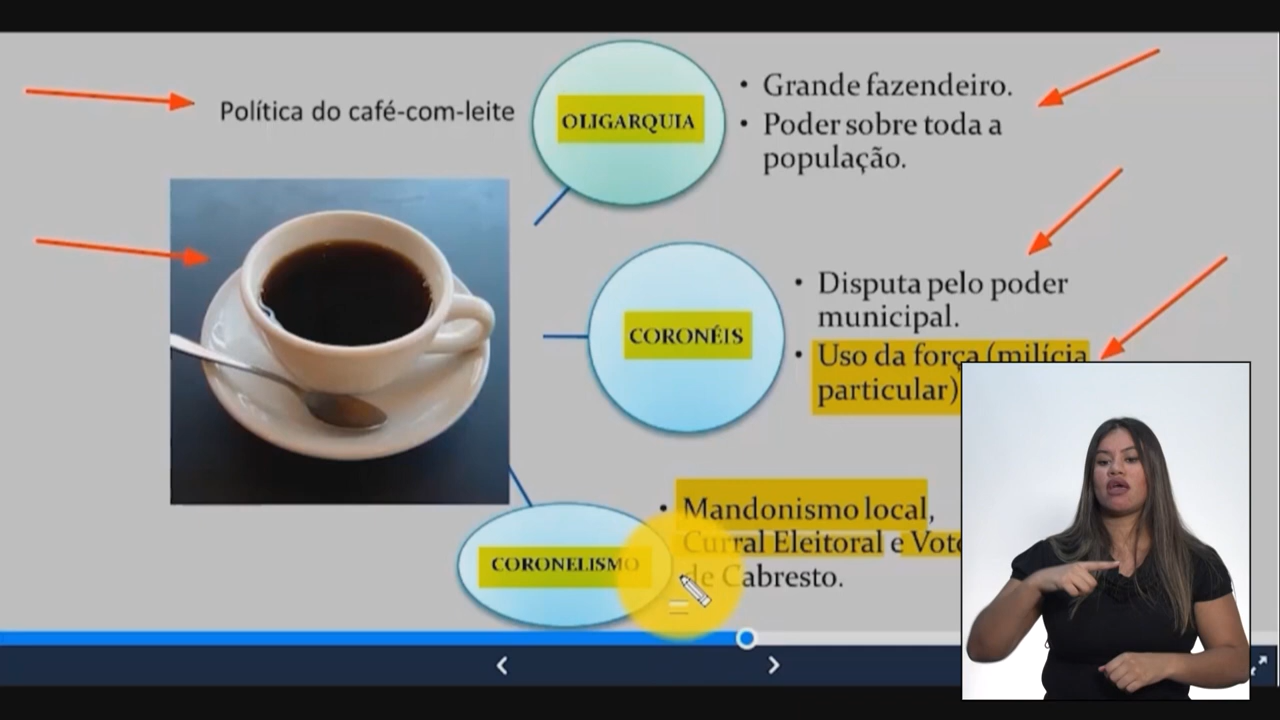 Política do café-com-leite
OLIGARQUIA
• Grande fazendeiro.
• Poder sobre toda a
população.
CORONÉIS
• Disputa pelo poder
municipal.
• Uso da força (milícia
particular)
CORONELISMO
• Mandonismo local,
Curral Eleitoral e Voto
de Cabresto.